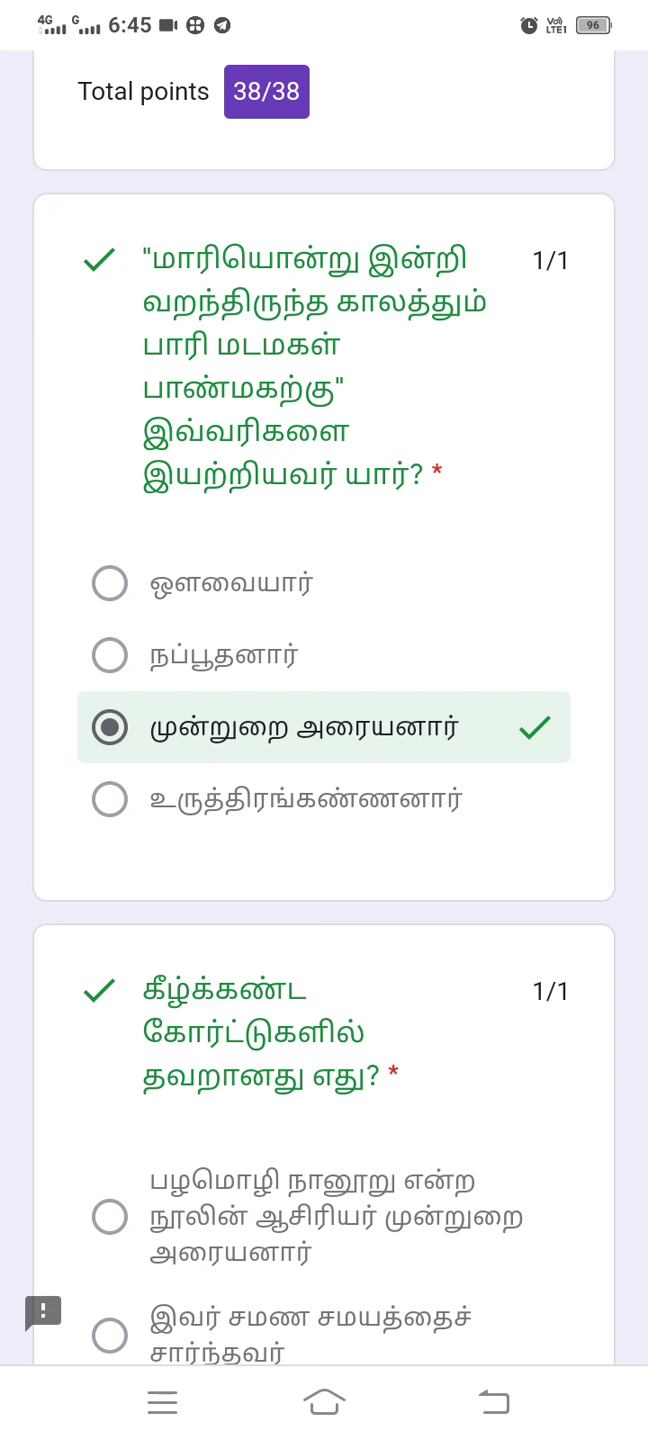 4G G 6:45 VoLTE1 96
Total points 38/38
"மாரியொன்று இன்றி 1/1
வறந்திருந்த காலத்தும்
பாரி மடமகள்
பாண்மகற்கு"
இவ்வரிகளை
இயற்றியவர் யார்? *
ஔவையார்
நப்பூதனார்
முன்றுறை அரையனார்
உருத்திரங்கண்ணனார்
கீழ்க்கண்ட 1/1
கோர்ட்டுகளில்
தவறானது எது? *
பழமொழி நானூறு என்ற
நூலின் ஆசிரியர் முன்றுறை
அரையனார்
இவர் சமண சமயத்தைச்
சார்ந்தவர்